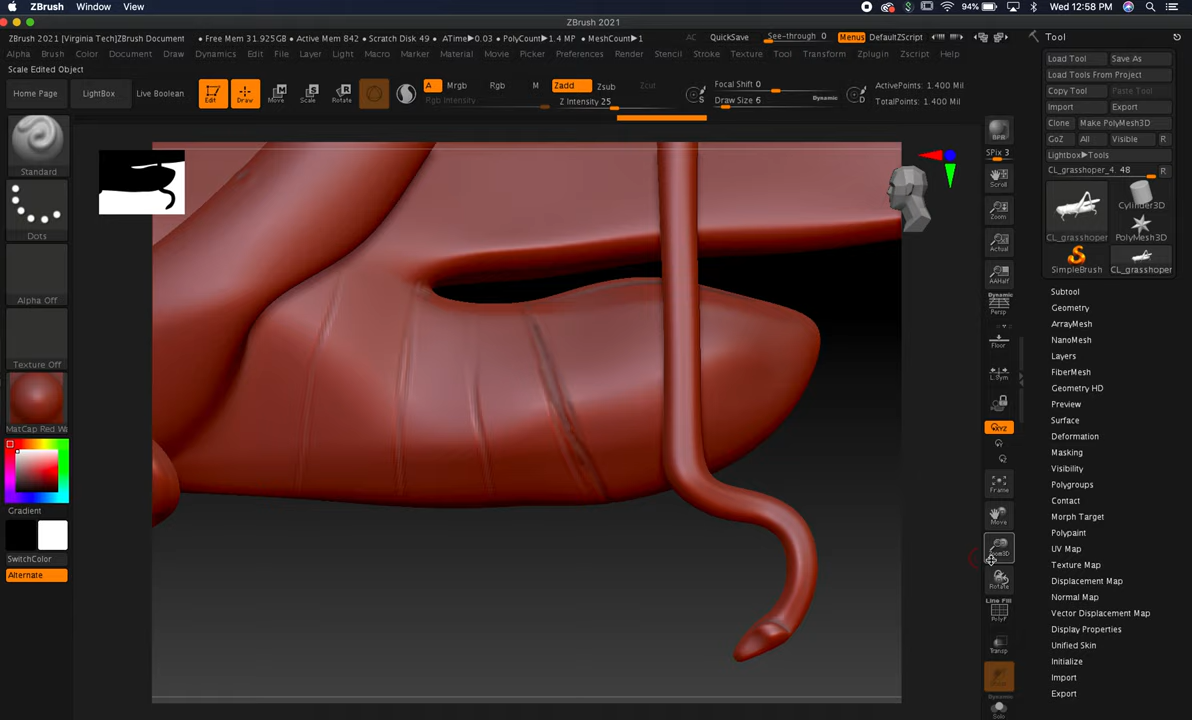 ZBrush Window View 94% Wed 12:58 PM
ZBrush 2021
ZBrush 2021 [Virginia Tech]ZBrush Document • Free Mem 31.925GB • Active Mem 842 • Scratch Disk 49 • ATime▶0.03 • PolyCount▶1.4 MP • MeshCount▶1 AC QuickSave See-through 0 Menus DefaultZScript
Alpha Brush Color Document Draw Dynamics Edit File Layer Light Macro Marker Material Movie Picker Preferences Render Stencil Stroke Texture Tool Transform Zplugin Zscript Help
Scale Edited Object
Home Page LightBox Live Boolean Edit Draw Move Scale Rotate A Mrgb Rgb M Zadd Zsub Zcut
Rgb Intensity Z Intensity 25
S Focal Shift 0
Draw Size 6 Dynamic D
ActivePoints: 1.400 Mil
TotalPoints: 1.400 Mil
Standard
Dots
Alpha Off
Texture Off
Gradient
SwitchColor
Alternate
BPR
SPix 3
Scroll
Zoom
Actual
AAHalf
Dynamic
Persp
Floor
L.Sym
XYZ
Frame
Move
Zoom3D
Rotate
Line Fill
PolyF
Transp
Dynamic
Solo
Tool
Load Tool Save As
Load Tools From Project
Copy Tool Paste Tool
Import Export
Clone Make PolyMesh3D
GoZ All Visible R
Lightbox▶Tools
CL_grasshoper_4. 48 R
CL_grasshoper Cylinder3D
PolyMesh3D
SimpleBrush CL_grasshoper
Subtool
Geometry
ArrayMesh
NanoMesh
Layers
FiberMesh
Geometry HD
Preview
Surface
Deformation
Masking
Visibility
Polygroups
Contact
Morph Target
Polypaint
UV Map
Texture Map
Displacement Map
Normal Map
Vector Displacement Map
Display Properties
Unified Skin
Initialize
Import
Export